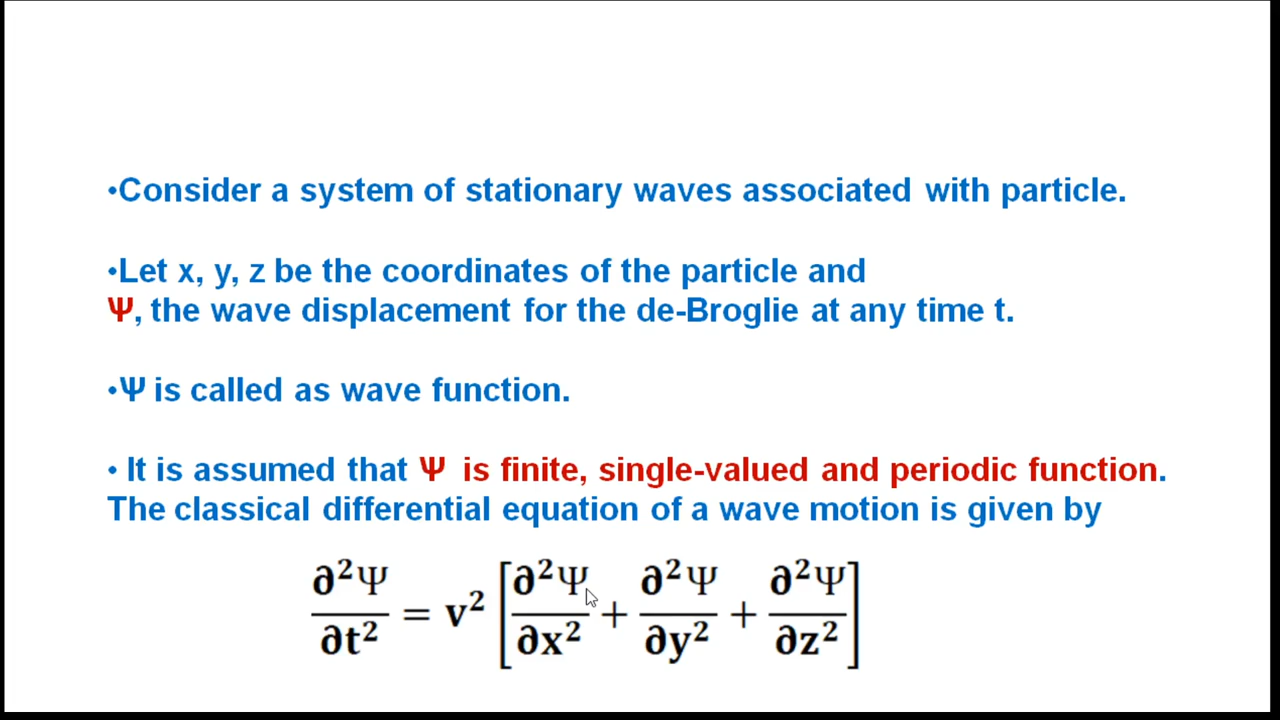 •Consider a system of stationary waves associated with particle.
•Let x, y, z be the coordinates of the particle and
Ψ, the wave displacement for the de-Broglie at any time t.
•Ψ is called as wave function.
• It is assumed that Ψ is finite, single-valued and periodic function.
The classical differential equation of a wave motion is given by
∂²Ψ/∂t² = v² [∂²Ψ/∂x² + ∂²Ψ/∂y² + ∂²Ψ/∂z²]